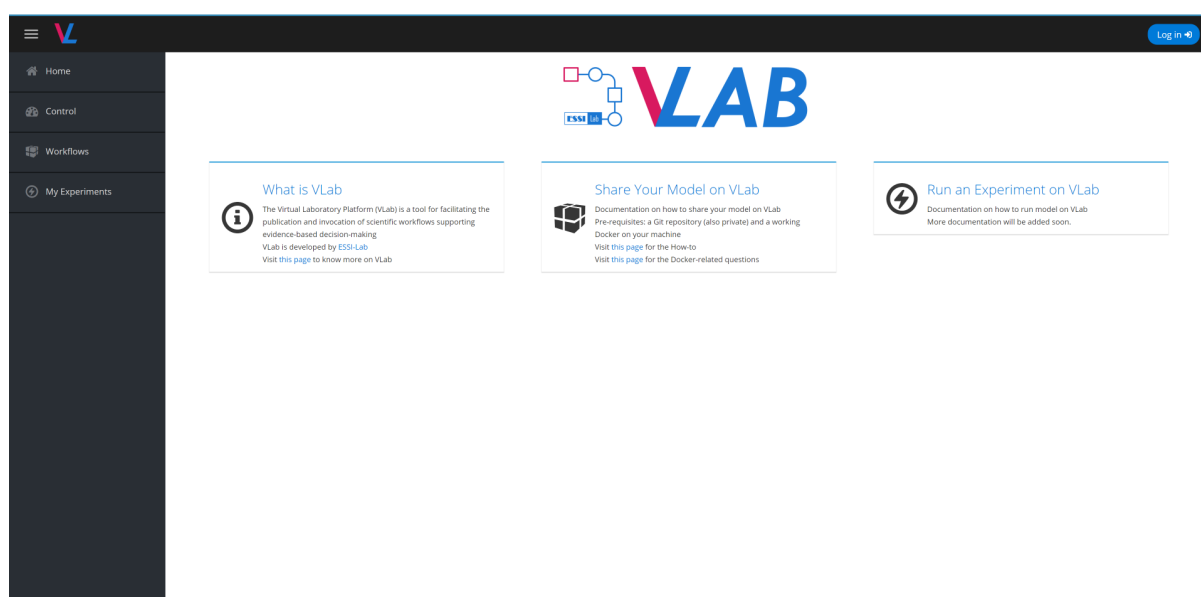 VL
Log in
Home
Control
Workflows
My Experiments
ESSI Lab
VLAB
What is VLab
The Virtual Laboratory Platform (VLab) is a tool for facilitating the
publication and invocation of scientific workflows supporting
evidence-based decision-making
VLab is developed by ESSI-Lab
Visit this page to know more on VLab
Share Your Model on VLab
Documentation on how to share your model on VLab
Pre-requisites: a Git repository (also private) and a working
Docker on your machine
Visit this page for the How-to
Visit this page for the Docker-related questions
Run an Experiment on VLab
Documentation on how to run model on VLab
More documentation will be added soon.